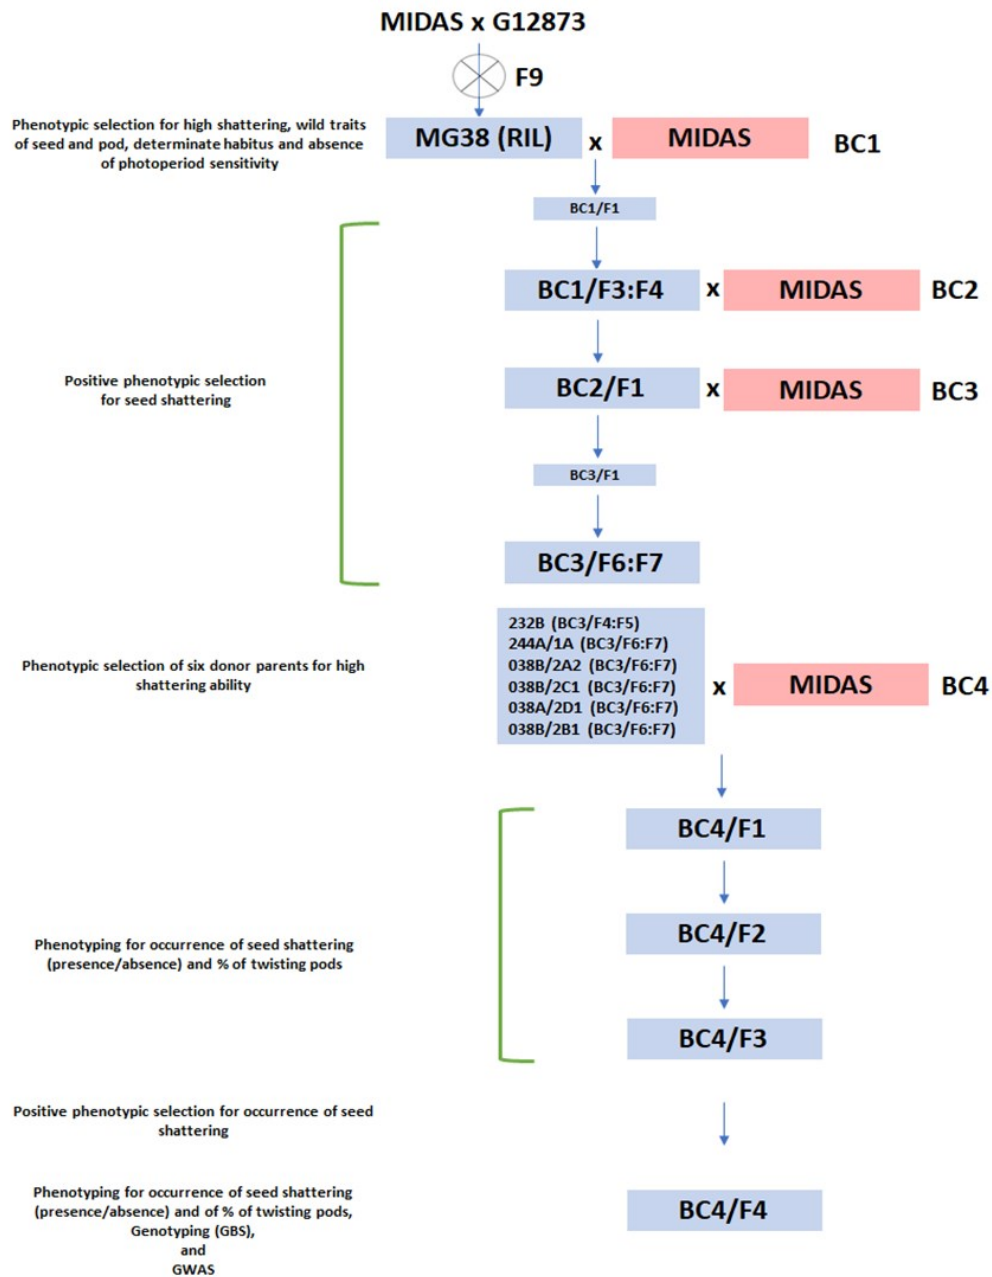 MIDAS x G12873
F9
Phenotypic selection for high shattering, wild traits
of seed and pod, determinate habitus and absence
of photoperiod sensitivity
MG38 (RIL) x MIDAS BC1
BC1/F1
BC1/F3:F4 x MIDAS BC2
Positive phenotypic selection
for seed shattering
BC2/F1 x MIDAS BC3
BC3/F1
BC3/F6:F7
Phenotypic selection of six donor parents for high
shattering ability
232B (BC3/F4:F5)
244A/1A (BC3/F6:F7)
038B/2A2 (BC3/F6:F7)
038B/2C1 (BC3/F6:F7)
038A/2D1 (BC3/F6:F7)
038B/2B1 (BC3/F6:F7)
x MIDAS BC4
BC4/F1
Phenotyping for occurrence of seed shattering
(presence/absence) and % of twisting pods
BC4/F2
BC4/F3
Positive phenotypic selection for occurrence of seed
shattering
Phenotyping for occurrence of seed shattering
(presence/absence) and of % of twisting pods,
Genotyping (GBS),
and
GWAS
BC4/F4